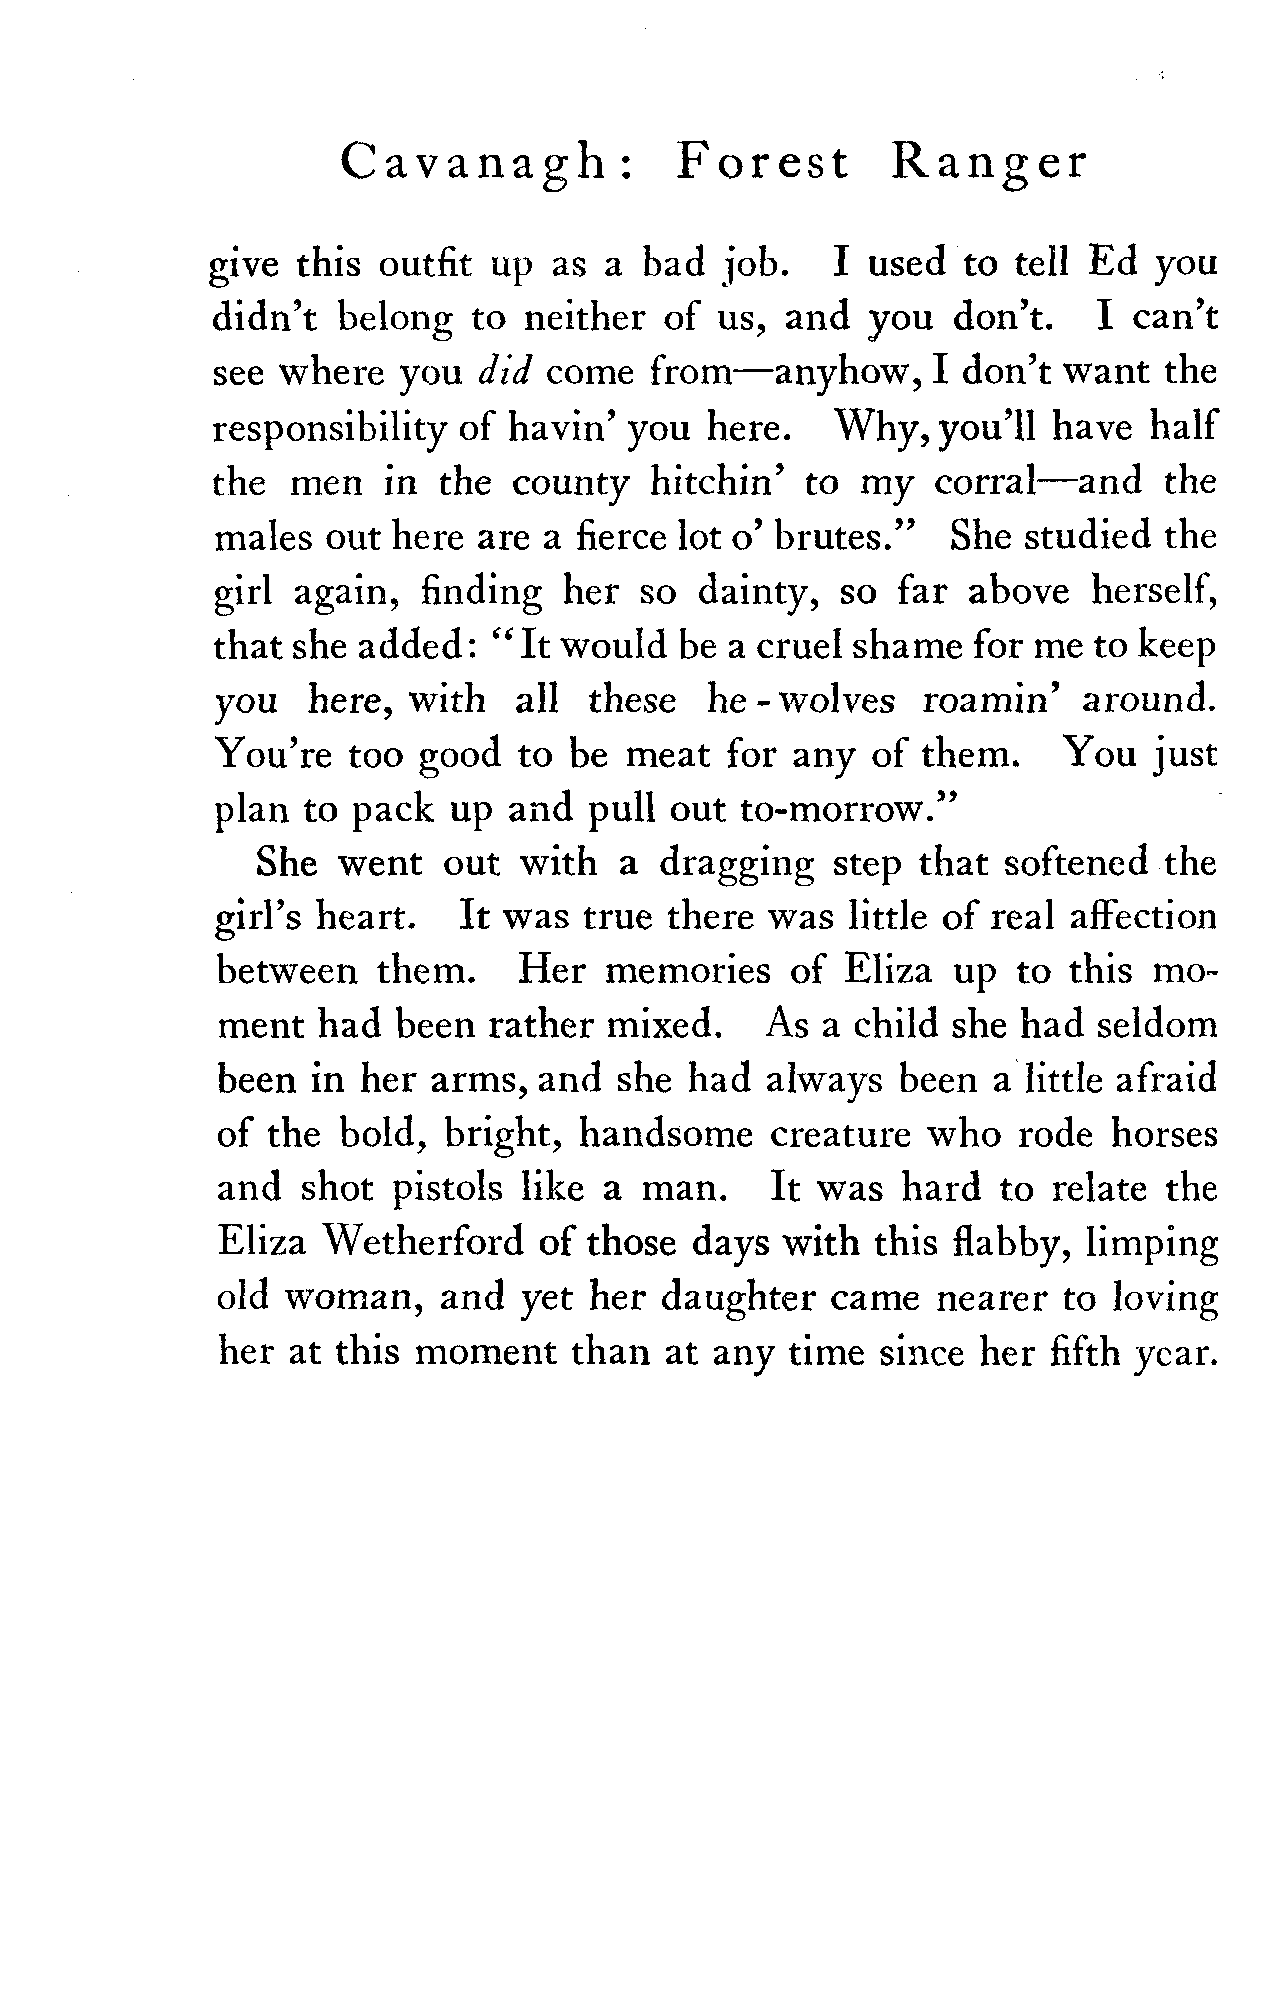 Cavanagh: Forest Ranger
give this outfit up as a bad job. I used to tell Ed you
didn't belong to neither of us, and you don't. I can't
see where you did come from—anyhow, I don't want the
responsibility of havin' you here. Why, you'll have half
the men in the county hitchin' to my corral—and the
males out here are a fierce lot o' brutes." She studied the
girl again, finding her so dainty, so far above herself,
that she added: "It would be a cruel shame for me to keep
you here, with all these he-wolves roamin' around.
You're too good to be meat for any of them. You just
plan to pack up and pull out to-morrow."
She went out with a dragging step that softened the
girl's heart. It was true there was little of real affection
between them. Her memories of Eliza up to this mo-
ment had been rather mixed. As a child she had seldom
been in her arms, and she had always been a little afraid
of the bold, bright, handsome creature who rode horses
and shot pistols like a man. It was hard to relate the
Eliza Wetherford of those days with this flabby, limping
old woman, and yet her daughter came nearer to loving
her at this moment than at any time since her fifth year.